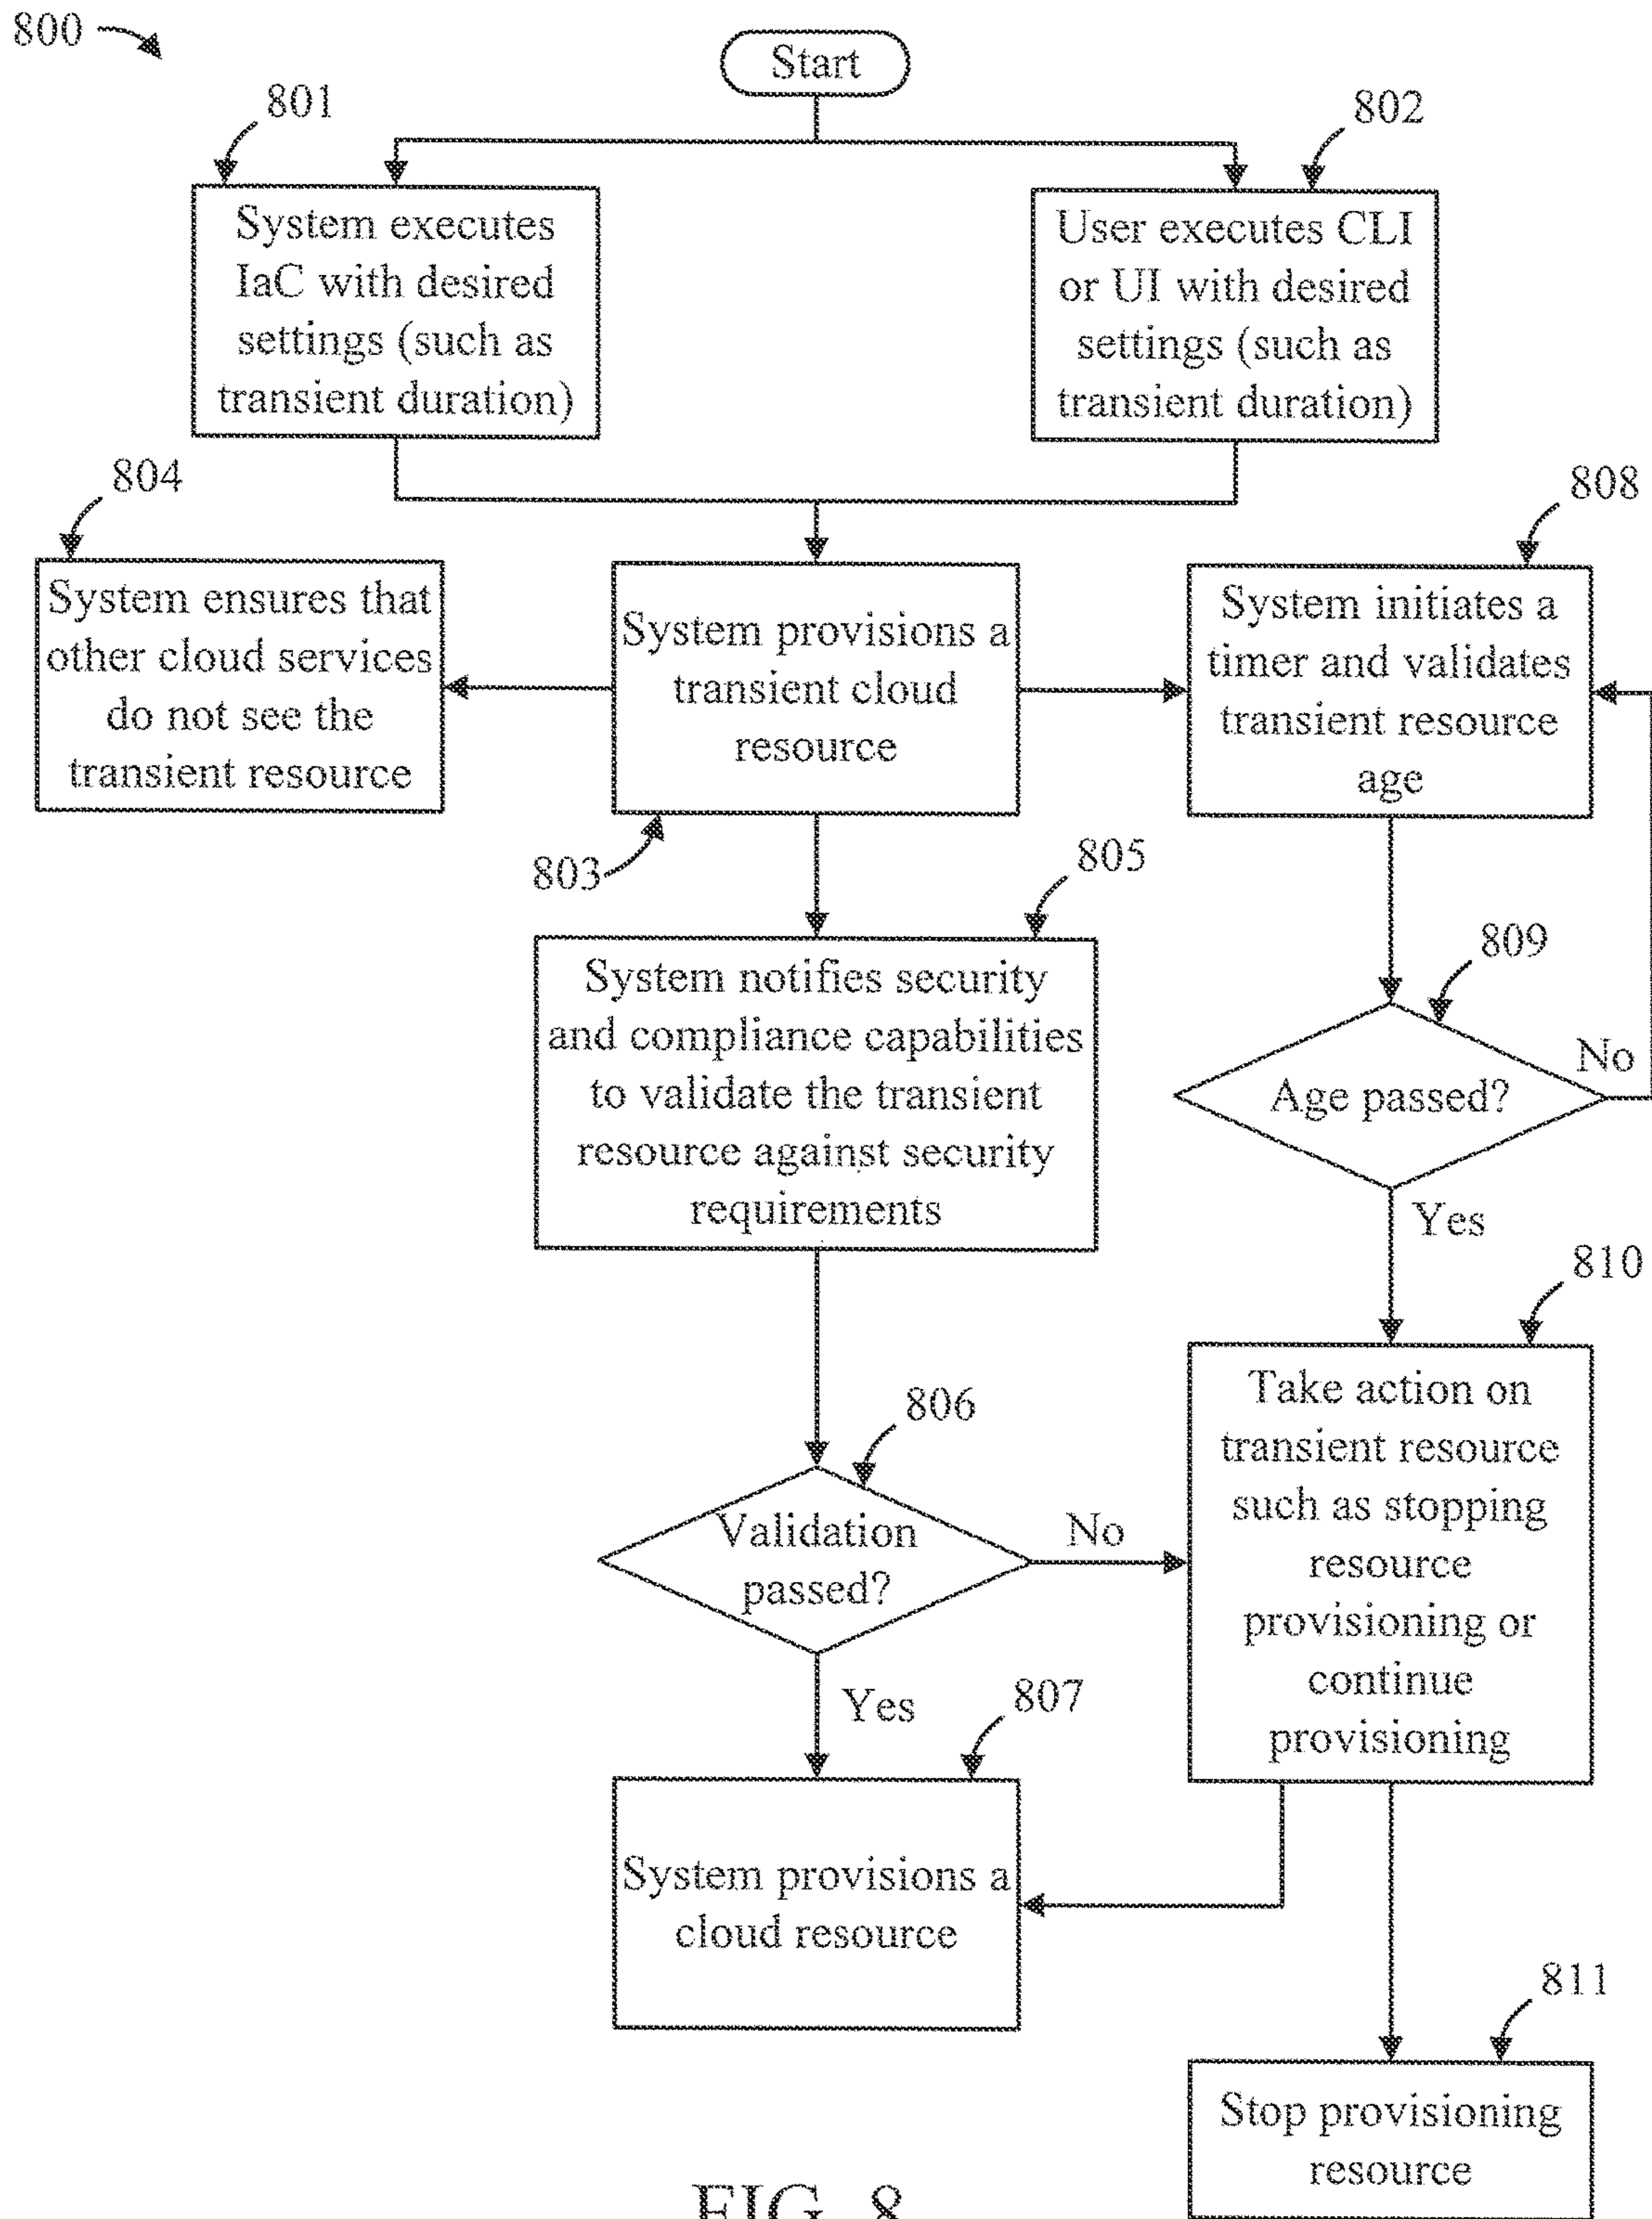 800
Start
801
802
System executes
IaC with desired
settings (such as
transient duration)
User executes CLI
or UI with desired
settings (such as
transient duration)
804
808
System ensures that
other cloud services
do not see the
transient resource
System provisions a
transient cloud
resource
System initiates a
timer and validates
transient resource
age
803
805
System notifies security
and compliance capabilities
to validate the transient
resource against security
requirements
809
Age passed?
No
Yes
810
806
Validation
passed?
No
Take action on
transient resource
such as stopping
resource
provisioning or
continue
provisioning
Yes
807
System provisions a
cloud resource
811
Stop provisioning
resource
FIG. 8